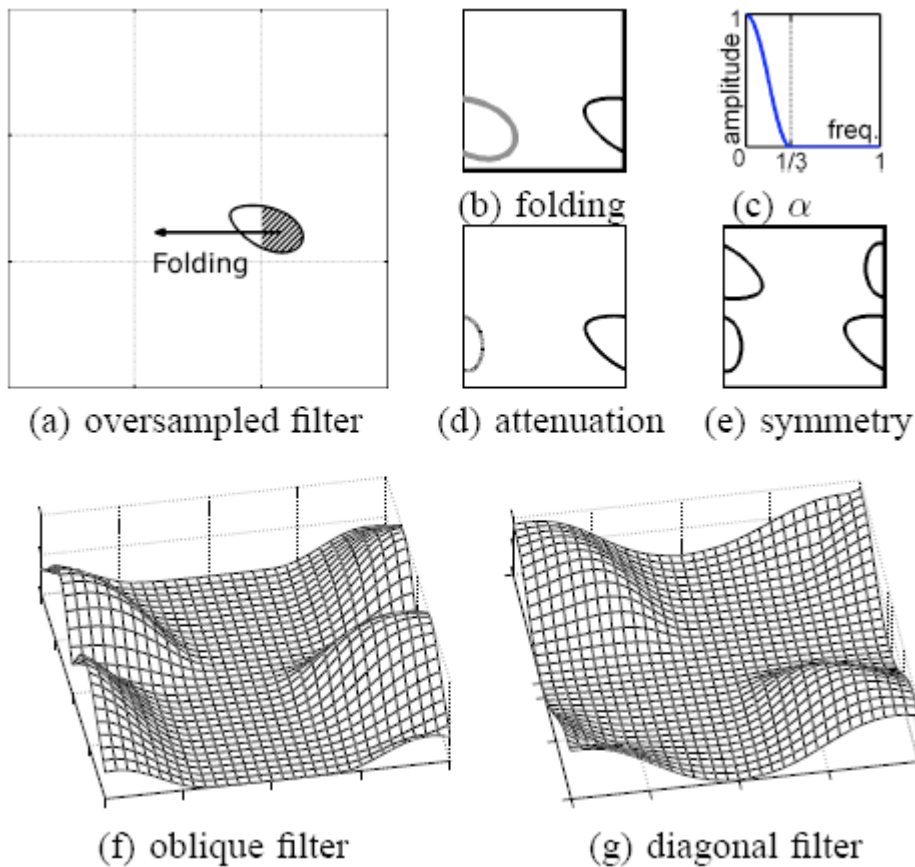 Folding
(a) oversampled filter
(b) folding
1
amplitude
freq.
0
1/3
1
(c) α
(d) attenuation
(e) symmetry
(f) oblique filter
(g) diagonal filter